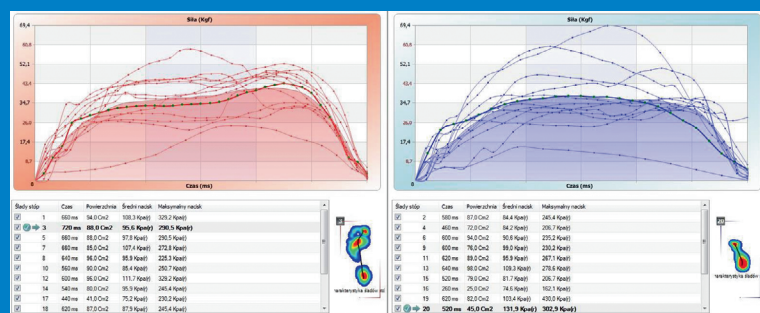 Siła (Kgf)
69,4
60,8
52,1
43,4
34,7
26,0
17,4
8,7
0
Czas (ms)
Siła (Kgf)
69,4
60,8
52,1
43,4
34,7
26,0
17,4
8,7
0
Czas (ms)
Ślady stóp Czas Powierzchnia Średni nacisk Maksymalny nacisk
1 660 ms 94,0 Cm2 108,3 Kpa(r) 329,2 Kpa(r)
3 720 ms 88,0 Cm2 95,6 Kpa(r) 290,5 Kpa(r)
5 660 ms 88,0 Cm2 97,8 Kpa(r) 290,5 Kpa(r)
7 660 ms 85,0 Cm2 107,4 Kpa(r) 272,8 Kpa(r)
8 640 ms 96,0 Cm2 95,9 Kpa(r) 225,3 Kpa(r)
10 560 ms 90,0 Cm2 85,4 Kpa(r) 250,7 Kpa(r)
12 600 ms 96,0 Cm2 111,7 Kpa(r) 329,2 Kpa(r)
14 540 ms 80,0 Cm2 95,9 Kpa(r) 245,4 Kpa(r)
17 440 ms 41,0 Cm2 75,2 Kpa(r) 230,2 Kpa(r)
18 620 ms 87,0 Cm2 87,9 Kpa(r) 245,4 Kpa(r)
3
Ślady stóp Czas Powierzchnia Średni nacisk Maksymalny nacisk
2 580 ms 87,0 Cm2 84,4 Kpa(r) 245,4 Kpa(r)
4 460 ms 72,0 Cm2 84,2 Kpa(r) 206,7 Kpa(r)
6 600 ms 94,0 Cm2 90,6 Kpa(r) 235,2 Kpa(r)
9 600 ms 76,0 Cm2 99,0 Kpa(r) 230,2 Kpa(r)
11 620 ms 89,0 Cm2 95,9 Kpa(r) 267,1 Kpa(r)
13 640 ms 98,0 Cm2 109,3 Kpa(r) 278,6 Kpa(r)
15 520 ms 79,0 Cm2 81,7 Kpa(r) 206,7 Kpa(r)
16 260 ms 25,0 Cm2 74,6 Kpa(r) 162,1 Kpa(r)
19 620 ms 82,0 Cm2 103,4 Kpa(r) 430,0 Kpa(r)
20 520 ms 45,0 Cm2 131,9 Kpa(r) 302,9 Kpa(r)
20